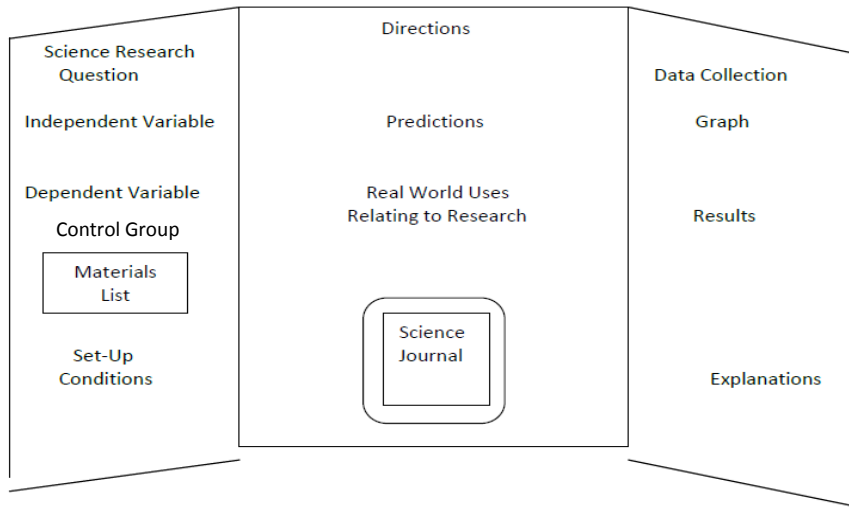 Science Research
Question
Independent Variable
Dependent Variable
Control Group
Materials
List
Set-Up
Conditions
Directions
Predictions
Real World Uses
Relating to Research
Science
Journal
Data Collection
Graph
Results
Explanations